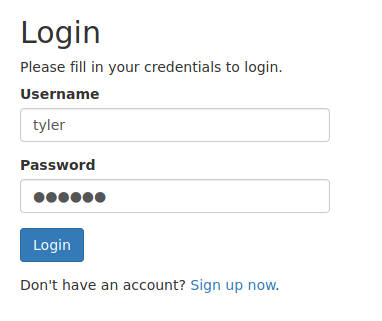 Login
Please fill in your credentials to login.
Username
tyler
Password
●●●●●●
Login
Don't have an account? Sign up now.